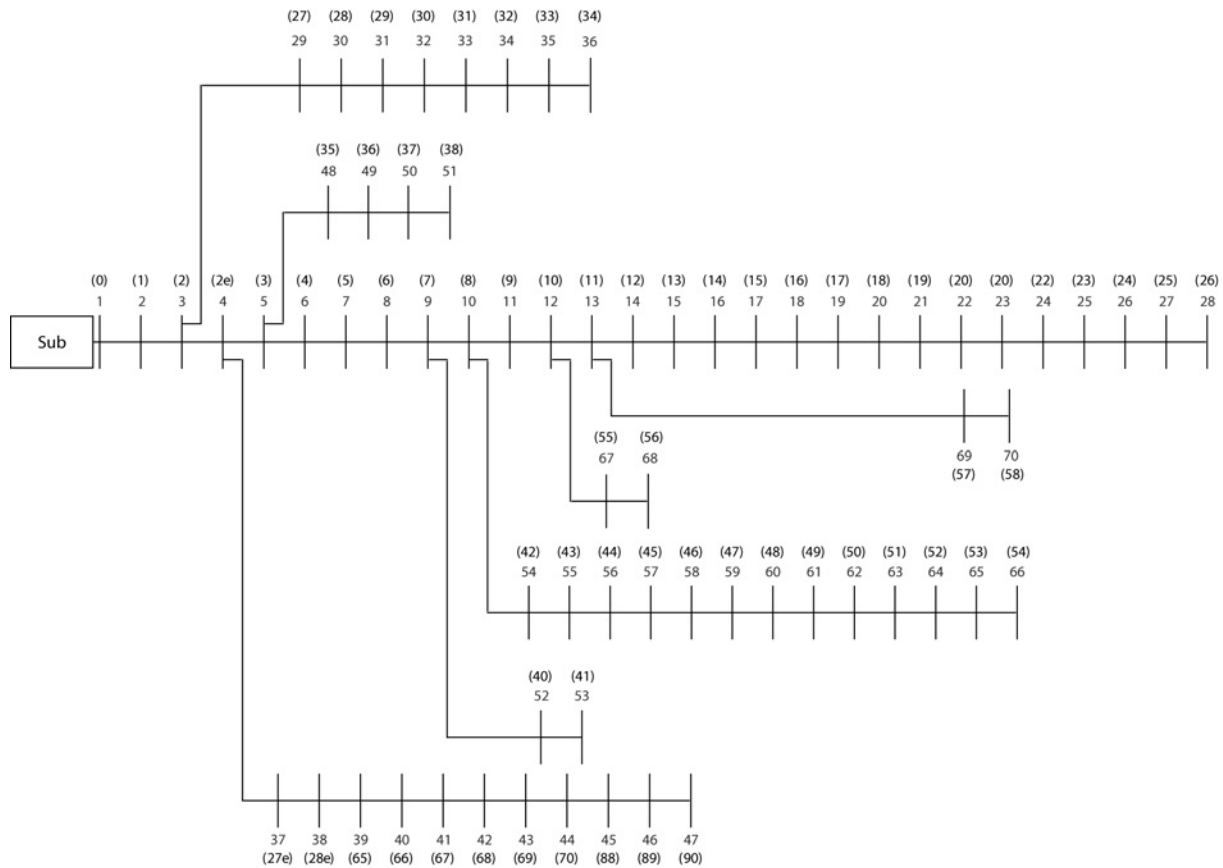 (27) (28) (29) (30) (31) (32) (33) (34)
29 30 31 32 33 34 35 36
(35) (36) (37) (38)
48 49 50 51
(0) (1) (2) (2e) (3) (4) (5) (6) (7) (8) (9) (10) (11) (12) (13) (14) (15) (16) (17) (18) (19) (20) (20) (22) (23) (24) (25) (26)
1 2 3 4 5 6 7 8 9 10 11 12 13 14 15 16 17 18 19 20 21 22 23 24 25 26 27 28
Sub
(55) (56)
67 68
69 70
(57) (58)
(42) (43) (44) (45) (46) (47) (48) (49) (50) (51) (52) (53) (54)
54 55 56 57 58 59 60 61 62 63 64 65 66
(40) (41)
52 53
37 38 39 40 41 42 43 44 45 46 47
(27e) (28e) (65) (66) (67) (68) (69) (70) (88) (89) (90)